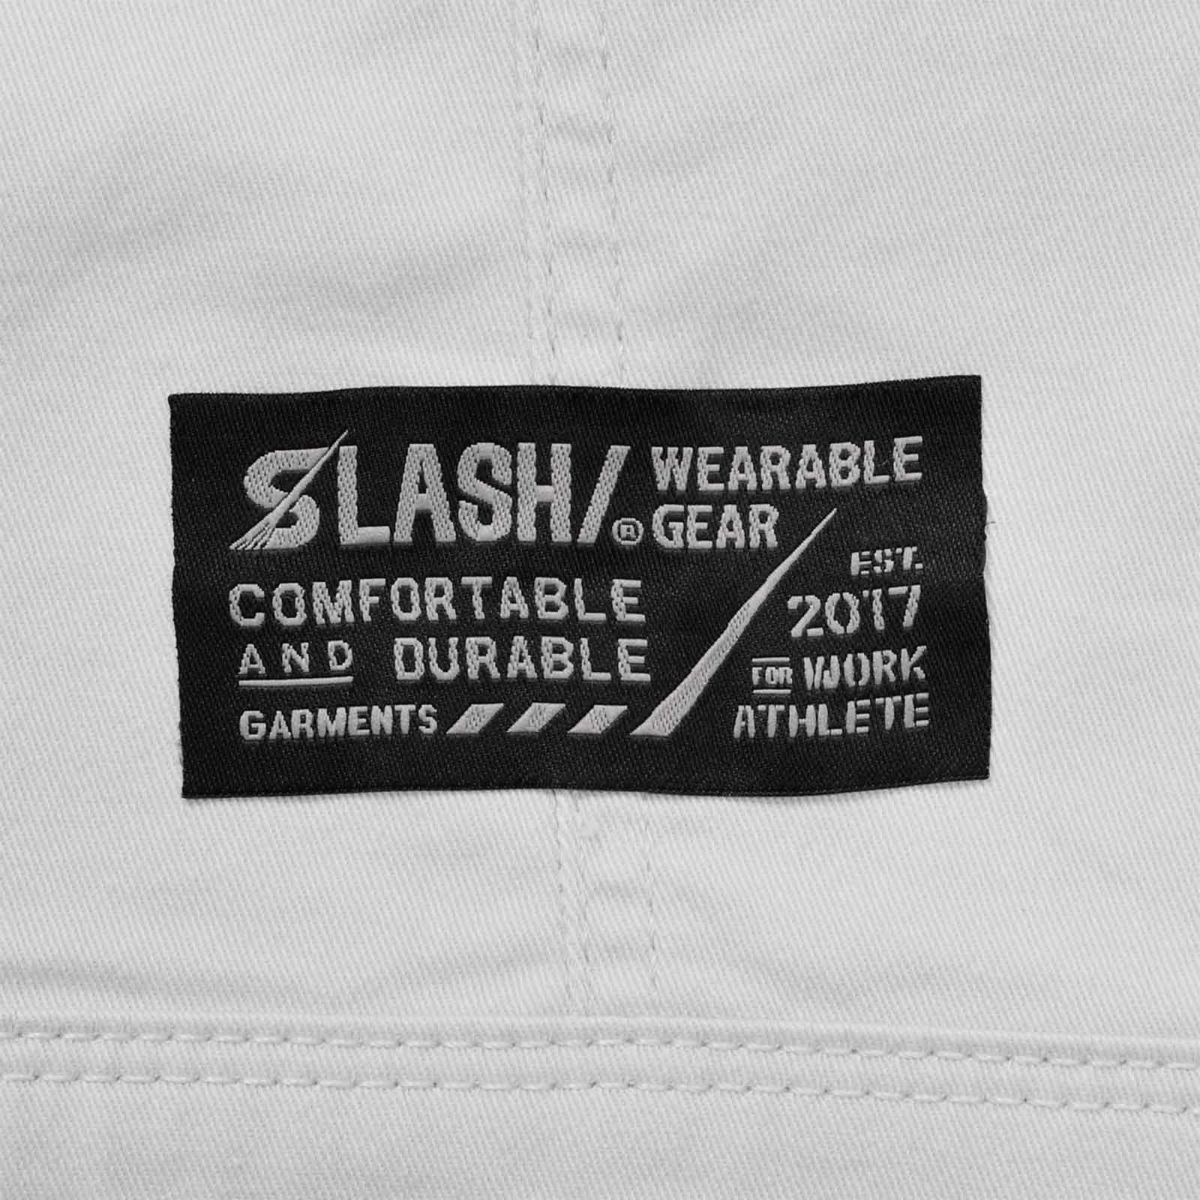 SLASH/® WEARABLE
GEAR
COMFORTABLE
AND DURABLE
GARMENTS
EST.
2017
FOR WORK
ATHLETE